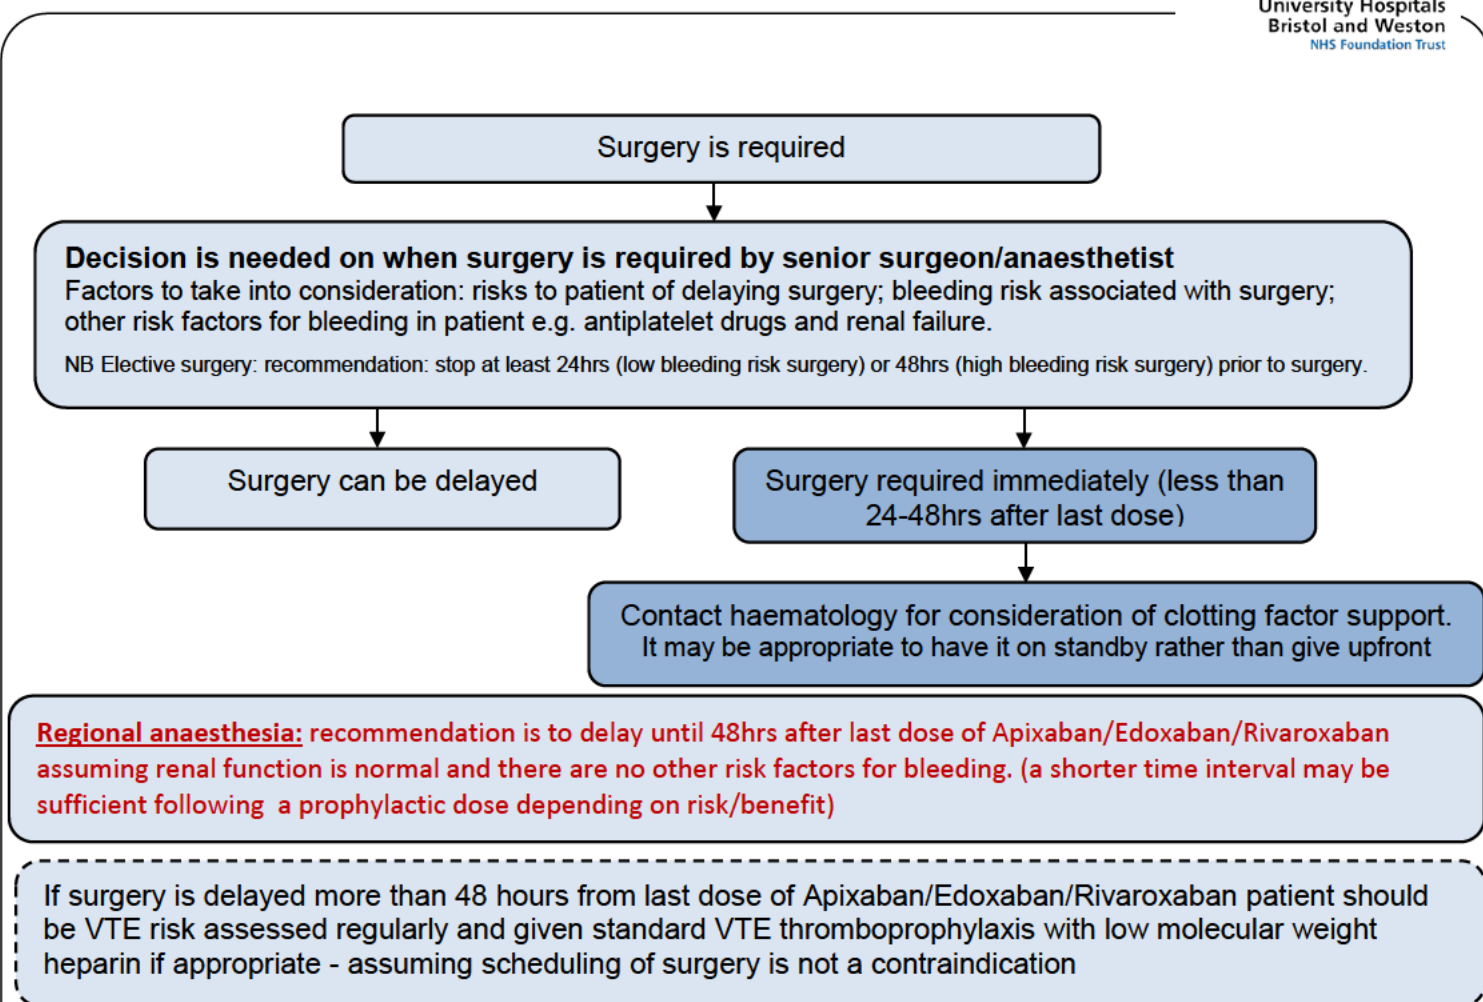 University Hospitals
Bristol and Weston
NHS Foundation Trust
Surgery is required
Decision is needed on when surgery is required by senior surgeon/anaesthetist
Factors to take into consideration: risks to patient of delaying surgery; bleeding risk associated with surgery;
other risk factors for bleeding in patient e.g. antiplatelet drugs and renal failure.
NB Elective surgery: recommendation: stop at least 24hrs (low bleeding risk surgery) or 48hrs (high bleeding risk surgery) prior to surgery.
Surgery can be delayed
Surgery required immediately (less than
24-48hrs after last dose)
Contact haematology for consideration of clotting factor support.
It may be appropriate to have it on standby rather than give upfront
Regional anaesthesia: recommendation is to delay until 48hrs after last dose of Apixaban/Edoxaban/Rivaroxaban
assuming renal function is normal and there are no other risk factors for bleeding. (a shorter time interval may be
sufficient following a prophylactic dose depending on risk/benefit)
If surgery is delayed more than 48 hours from last dose of Apixaban/Edoxaban/Rivaroxaban patient should
be VTE risk assessed regularly and given standard VTE thromboprophylaxis with low molecular weight
heparin if appropriate - assuming scheduling of surgery is not a contraindication